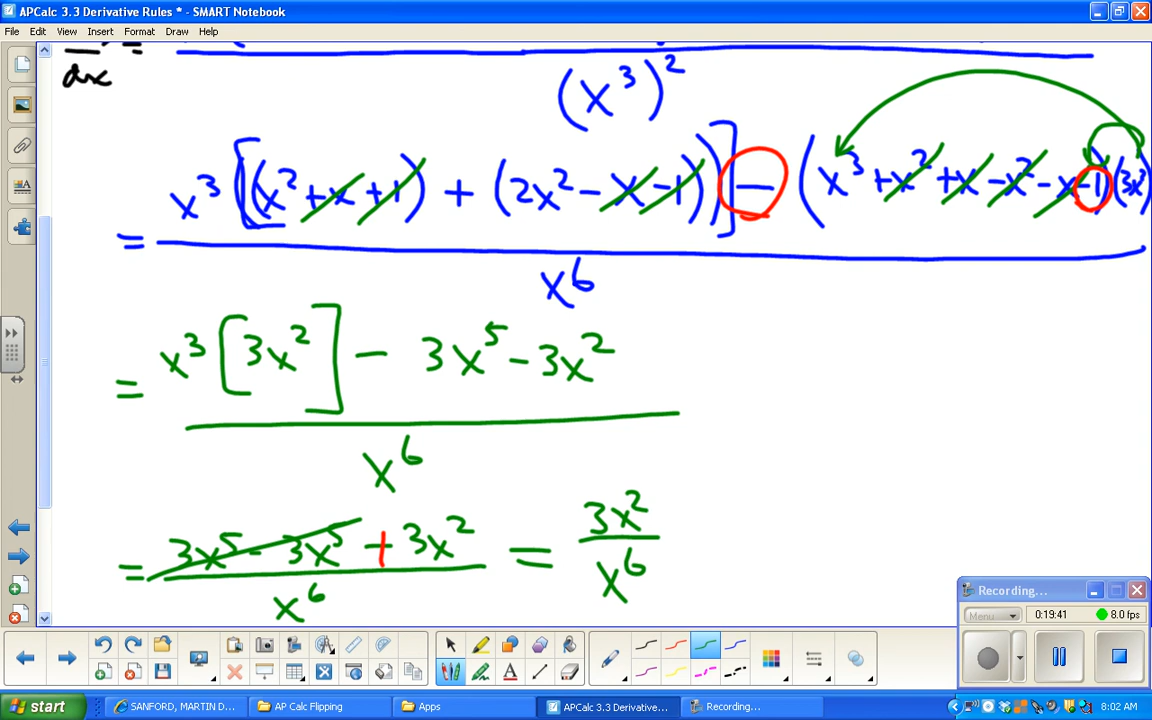 APCalc 3.3 Derivative Rules * - SMART Notebook
File Edit View Insert Format Draw Help
dx =
(x³)²
= x³[(x²+x+1) + (2x²-x-1)] - (x³+x²+x-x²-x-1)(3x²)
x⁶
= x³[3x²] - 3x⁵-3x²
x⁶
= 3x⁵ - 3x⁵ + 3x² = 3x²
x⁶ x⁶
Recording...
Menu 0:19:41 8.0 fps
start SANFORD, MARTIN D... AP Calc Flipping Apps APCalc 3.3 Derivative... Recording... 8:02 AM